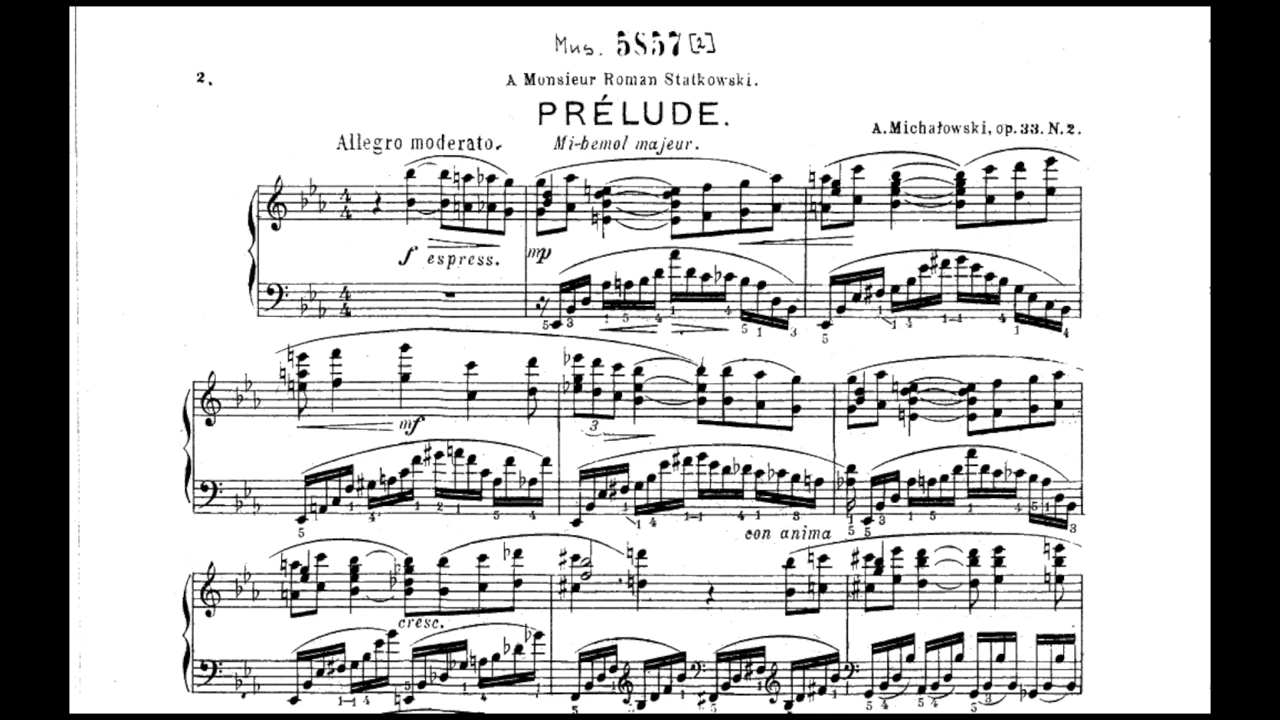 Mus. 5857 [2]
2.
A Monsieur Roman Statkowski.
PRÉLUDE.
A. Michałowski, op. 33. N. 2.
Allegro moderato.
Mi-bemol majeur.
f espress.
mp
mf
3
con anima
cresc.